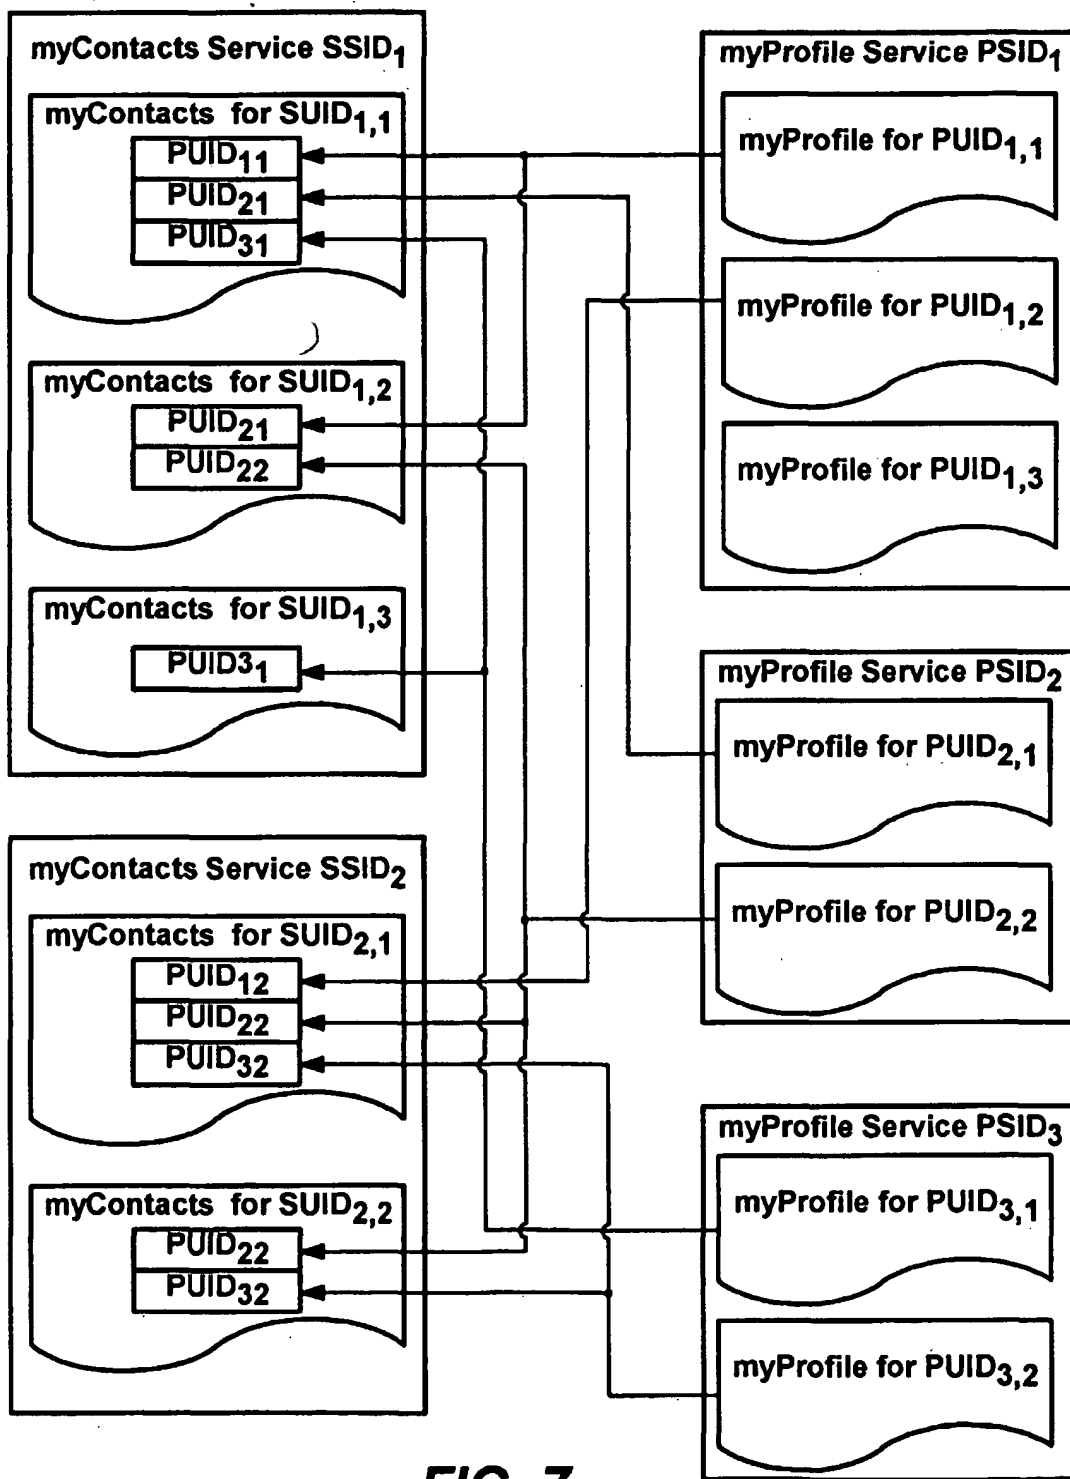 myContacts Service SSID1
myContacts for SUID1,1
PUID11
PUID21
PUID31
myContacts for SUID1,2
PUID21
PUID22
myContacts for SUID1,3
PUID31
myContacts Service SSID2
myContacts for SUID2,1
PUID12
PUID22
PUID32
myContacts for SUID2,2
PUID22
PUID32
myProfile Service PSID1
myProfile for PUID1,1
myProfile for PUID1,2
myProfile for PUID1,3
myProfile Service PSID2
myProfile for PUID2,1
myProfile for PUID2,2
myProfile Service PSID3
myProfile for PUID3,1
myProfile for PUID3,2
FIG. 7